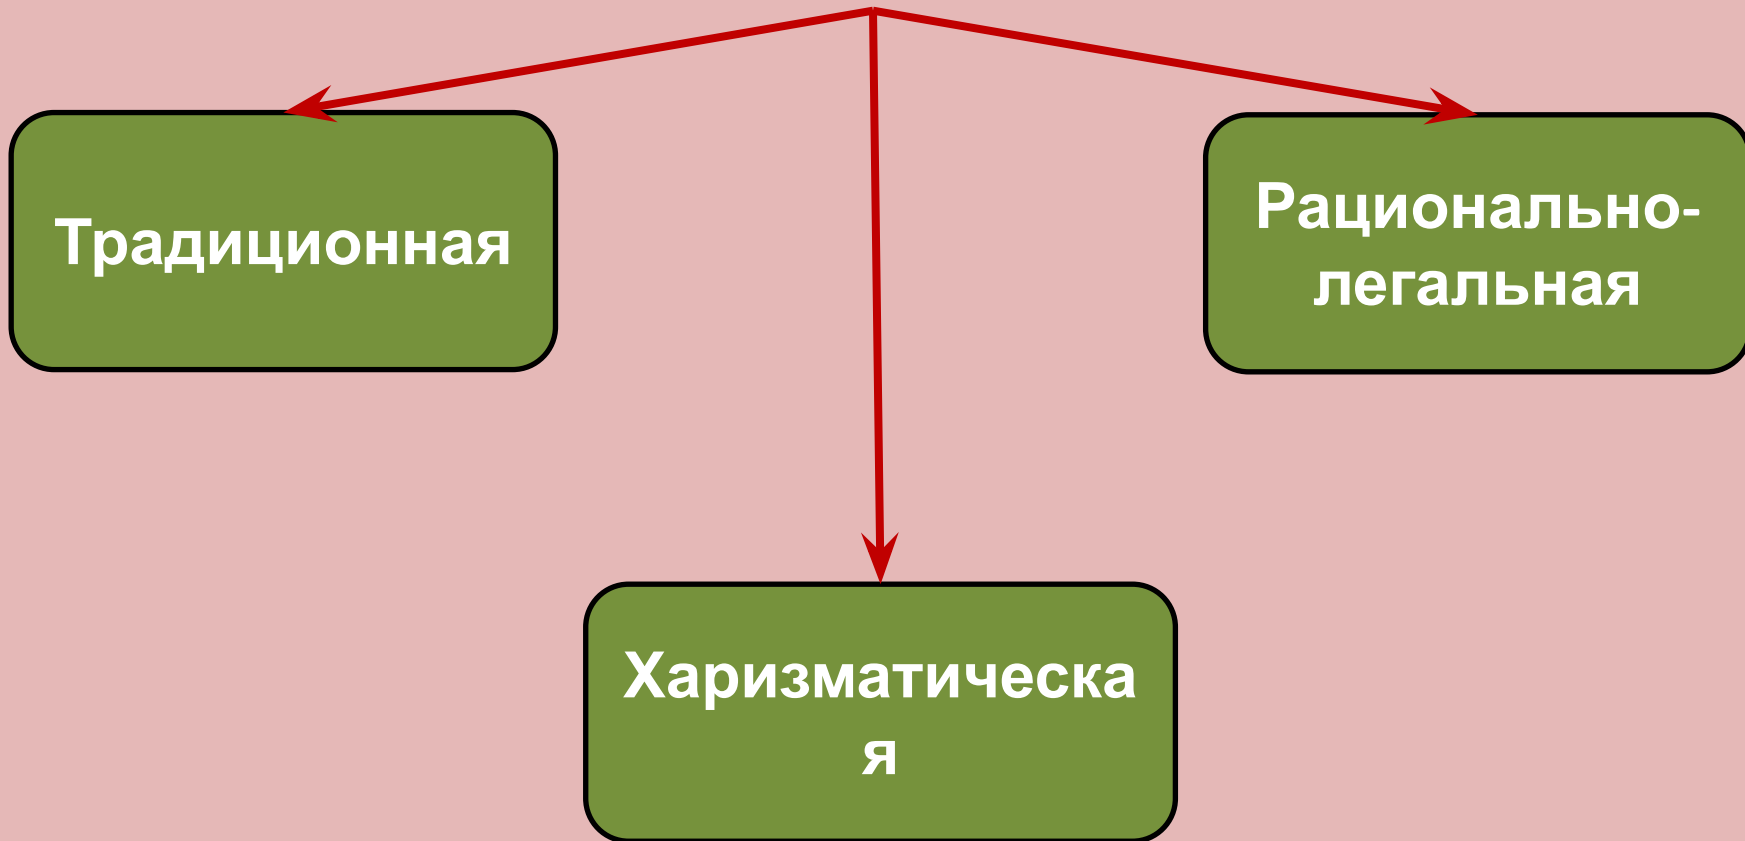 Традиционная
Рационально-
легальная
Харизматическа
я